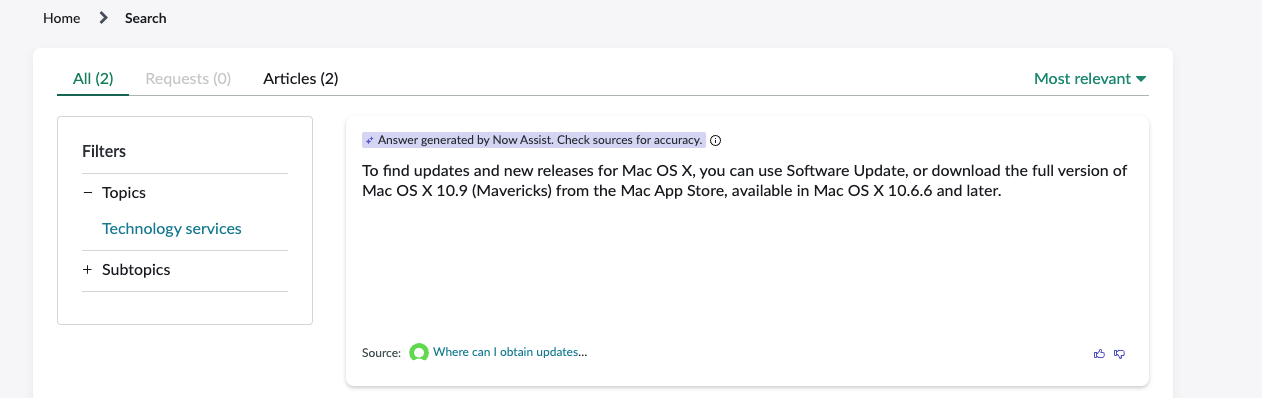 Home > Search
All (2) Requests (0) Articles (2) Most relevant
Filters
− Topics
Technology services
+ Subtopics
Answer generated by Now Assist. Check sources for accuracy.
To find updates and new releases for Mac OS X, you can use Software Update, or download the full version of
Mac OS X 10.9 (Mavericks) from the Mac App Store, available in Mac OS X 10.6.6 and later.
Source: Where can I obtain updates...